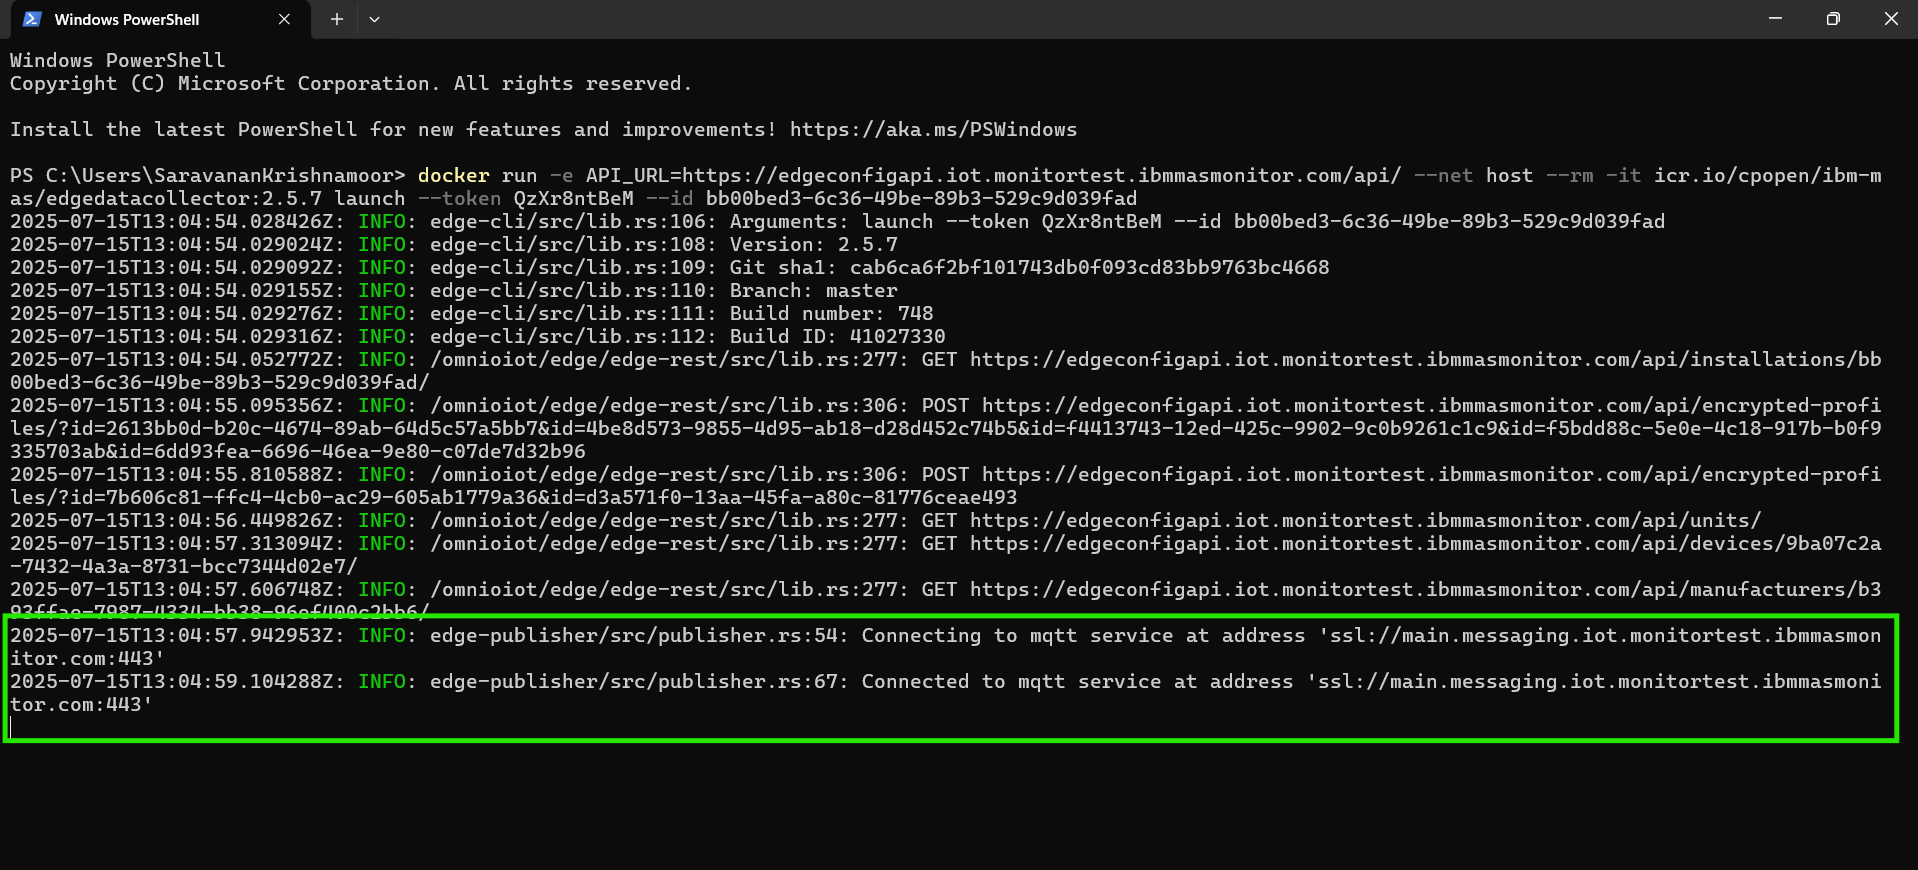 Windows PowerShell
Windows PowerShell
Copyright (C) Microsoft Corporation. All rights reserved.
Install the latest PowerShell for new features and improvements! https://aka.ms/PSWindows
PS C:\Users\SaravananKrishnamoor> docker run -e API_URL=https://edgeconfigapi.iot.monitortest.ibmmasmonitor.com/api/ --net host --rm -it icr.io/cpopen/ibm-m
as/edgedatacollector:2.5.7 launch --token QzXr8ntBeM --id bb00bed3-6c36-49be-89b3-529c9d039fad
2025-07-15T13:04:54.028426Z: INFO: edge-cli/src/lib.rs:106: Arguments: launch --token QzXr8ntBeM --id bb00bed3-6c36-49be-89b3-529c9d039fad
2025-07-15T13:04:54.029024Z: INFO: edge-cli/src/lib.rs:108: Version: 2.5.7
2025-07-15T13:04:54.029092Z: INFO: edge-cli/src/lib.rs:109: Git sha1: cab6ca6f2bf101743db0f093cd83bb9763bc4668
2025-07-15T13:04:54.029155Z: INFO: edge-cli/src/lib.rs:110: Branch: master
2025-07-15T13:04:54.029276Z: INFO: edge-cli/src/lib.rs:111: Build number: 748
2025-07-15T13:04:54.029316Z: INFO: edge-cli/src/lib.rs:112: Build ID: 41027330
2025-07-15T13:04:54.052772Z: INFO: /omnioiot/edge/edge-rest/src/lib.rs:277: GET https://edgeconfigapi.iot.monitortest.ibmmasmonitor.com/api/installations/bb
00bed3-6c36-49be-89b3-529c9d039fad/
2025-07-15T13:04:55.095356Z: INFO: /omnioiot/edge/edge-rest/src/lib.rs:306: POST https://edgeconfigapi.iot.monitortest.ibmmasmonitor.com/api/encrypted-profi
les/?id=2613bb0d-b20c-4674-89ab-64d5c57a5bb7&id=4be8d573-9855-4d95-ab18-d28d452c74b5&id=f4413743-12ed-425c-9902-9c0b9261c1c9&id=f5bdd88c-5e0e-4c18-917b-b0f9
335703ab&id=6dd93fea-6696-46ea-9e80-c07de7d32b96
2025-07-15T13:04:55.810588Z: INFO: /omnioiot/edge/edge-rest/src/lib.rs:306: POST https://edgeconfigapi.iot.monitortest.ibmmasmonitor.com/api/encrypted-profi
les/?id=7b606c81-ffc4-4cb0-ac29-605ab1779a36&id=d3a571f0-13aa-45fa-a80c-81776ceae493
2025-07-15T13:04:56.449826Z: INFO: /omnioiot/edge/edge-rest/src/lib.rs:277: GET https://edgeconfigapi.iot.monitortest.ibmmasmonitor.com/api/units/
2025-07-15T13:04:57.313094Z: INFO: /omnioiot/edge/edge-rest/src/lib.rs:277: GET https://edgeconfigapi.iot.monitortest.ibmmasmonitor.com/api/devices/9ba07c2a
-7432-4a3a-8731-bcc7344d02e7/
2025-07-15T13:04:57.606748Z: INFO: /omnioiot/edge/edge-rest/src/lib.rs:277: GET https://edgeconfigapi.iot.monitortest.ibmmasmonitor.com/api/manufacturers/b3
93ffae-7987-4334-bb38-96ef400c2bb6/
2025-07-15T13:04:57.942953Z: INFO: edge-publisher/src/publisher.rs:54: Connecting to mqtt service at address 'ssl://main.messaging.iot.monitortest.ibmmasmon
itor.com:443'
2025-07-15T13:04:59.104288Z: INFO: edge-publisher/src/publisher.rs:67: Connected to mqtt service at address 'ssl://main.messaging.iot.monitortest.ibmmasmoni
tor.com:443'